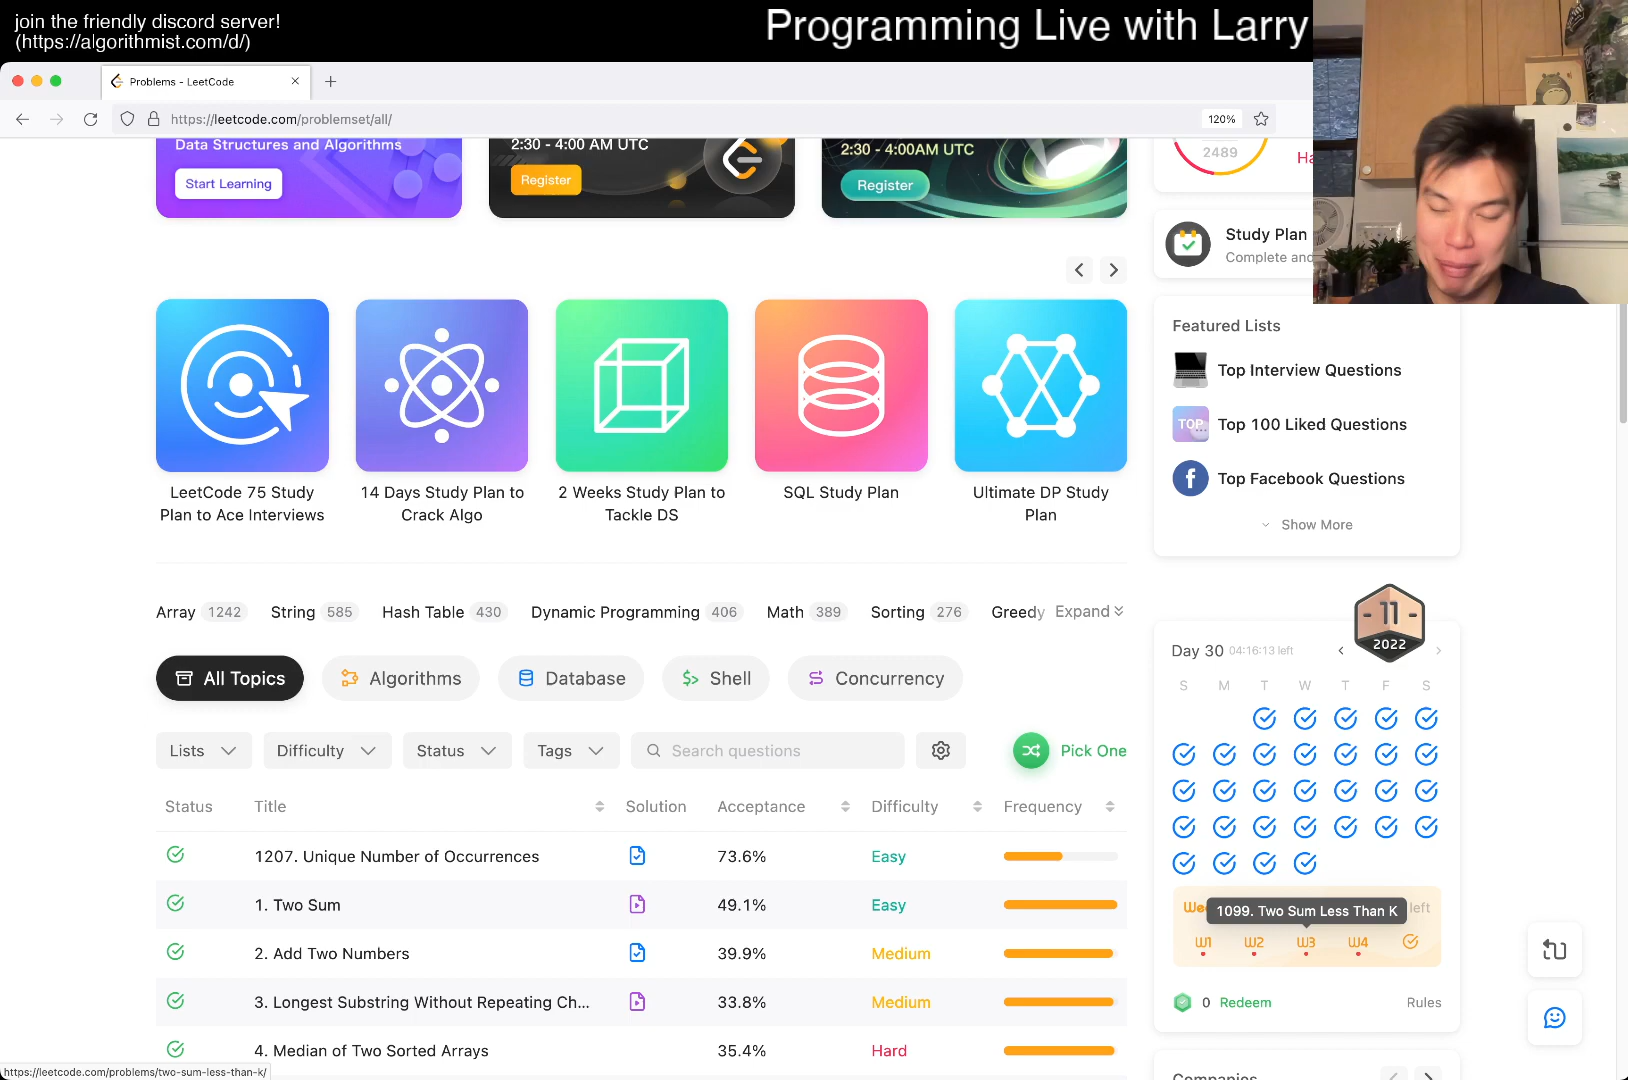 join the friendly discord server!
(https://algorithmist.com/d/)
Programming Live with Larry
Problems - LeetCode
https://leetcode.com/problemset/all/
120%
Data Structures and Algorithms
Start Learning
2:30 - 4:00 AM UTC
Register
2:30 - 4:00AM UTC
Register
2489
Ha
Study Plan
Complete and
Featured Lists
Top Interview Questions
TOP
Top 100 Liked Questions
Top Facebook Questions
Show More
LeetCode 75 Study
Plan to Ace Interviews
14 Days Study Plan to
Crack Algo
2 Weeks Study Plan to
Tackle DS
SQL Study Plan
Ultimate DP Study
Plan
Array 1242
String 585
Hash Table 430
Dynamic Programming 406
Math 389
Sorting 276
Greedy
Expand
All Topics
Algorithms
Database
Shell
Concurrency
Lists
Difficulty
Status
Tags
Search questions
Pick One
Status Title Solution Acceptance Difficulty Frequency
1207. Unique Number of Occurrences 73.6% Easy
1. Two Sum 49.1% Easy
2. Add Two Numbers 39.9% Medium
3. Longest Substring Without Repeating Ch... 33.8% Medium
4. Median of Two Sorted Arrays 35.4% Hard
11
2022
Day 30 04:16:13 left
S M T W T F S
Wee
1099. Two Sum Less Than K
left
W1 W2 W3 W4
0 Redeem
Rules
Companies
https://leetcode.com/problems/two-sum-less-than-k/